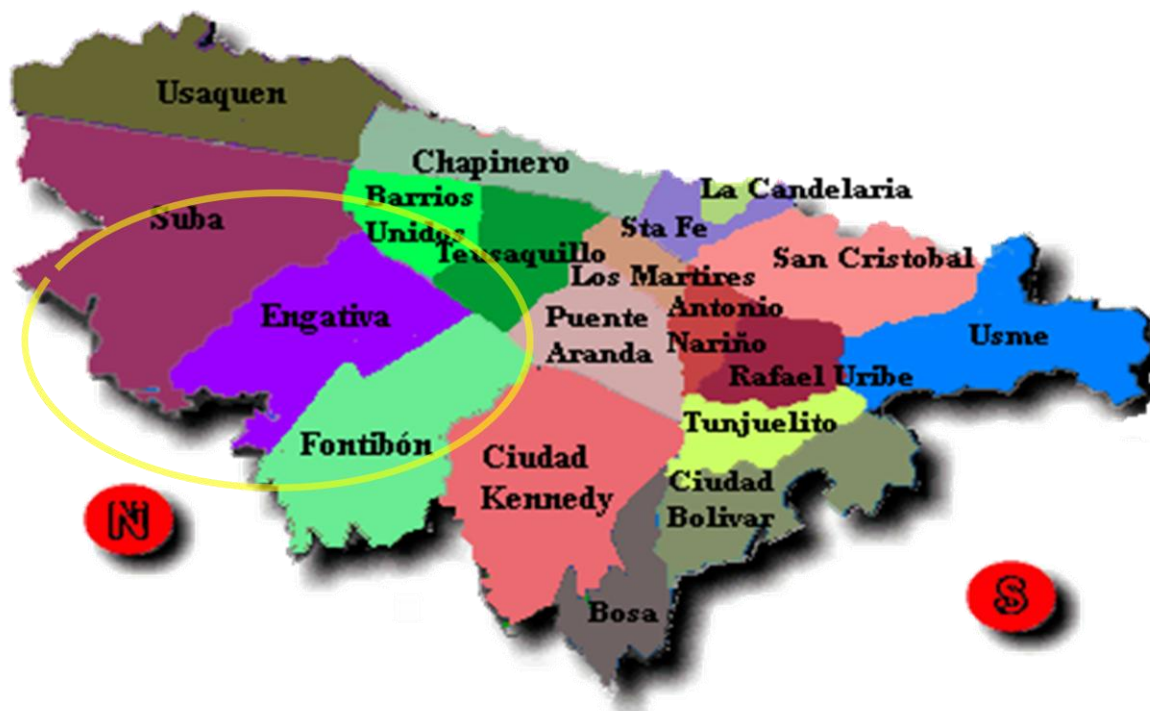 Usaquen
Chapinero
La Candelaria
Barrios
Unidos
Suba
Sta Fe
Teusaquillo
San Cristobal
Los Martires
Engativa
Puente
Aranda
Antonio
Nariño
Usme
Rafael Uribe
Tunjuelito
Fontibón
Ciudad
Kennedy
Ciudad
Bolivar
N
S
Bosa